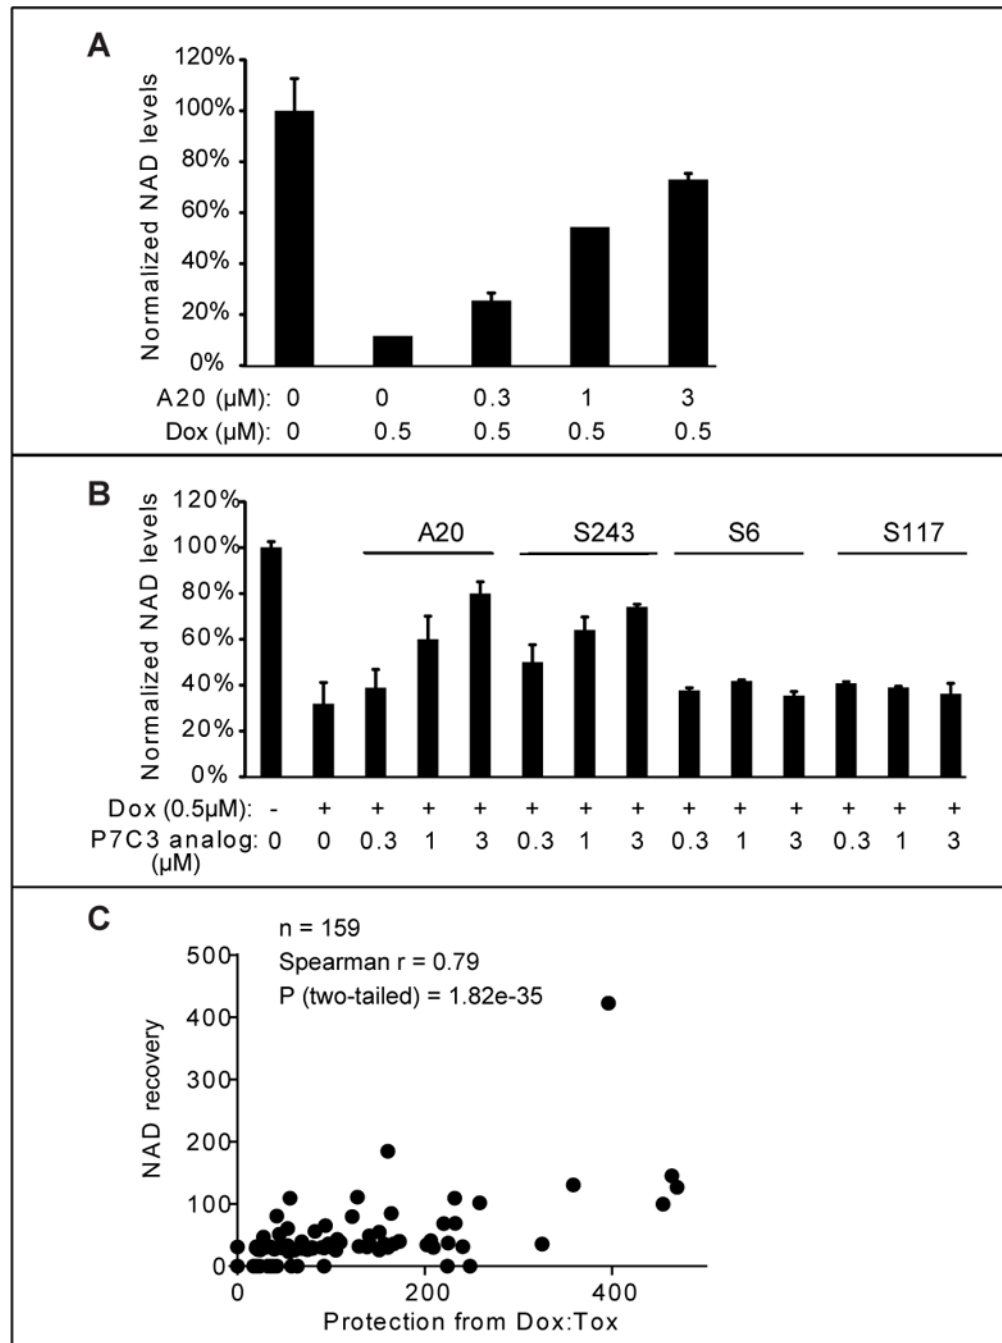 A
Normalized NAD levels
120%
100%
80%
60%
40%
20%
0%
A20 (µM): 0 0 0.3 1 3
Dox (µM): 0 0.5 0.5 0.5 0.5
B
Normalized NAD levels
120%
100%
80%
60%
40%
20%
0%
A20 S243 S6 S117
Dox (0.5µM): - + + + + + + + + + + + + +
P7C3 analog: 0 0 0.3 1 3 0.3 1 3 0.3 1 3 0.3 1 3
(µM)
C
n = 159
Spearman r = 0.79
P (two-tailed) = 1.82e-35
NAD recovery
500
400
300
200
100
0
0 200 400
Protection from Dox:Tox